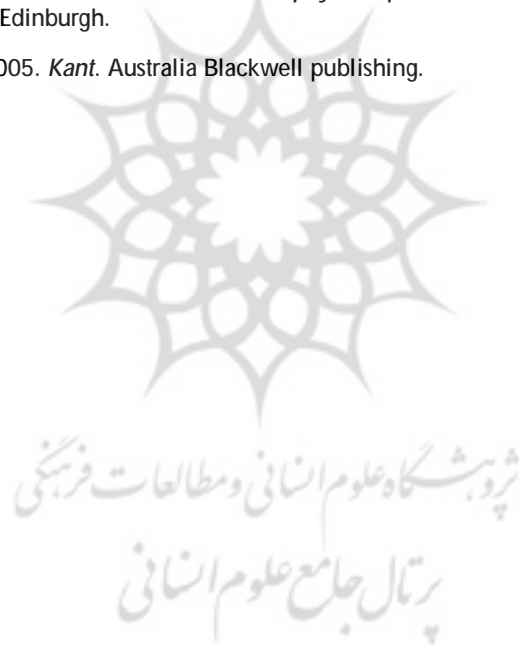 Edinburgh.
005. Kant. Australia Blackwell publishing.
پژوهشگاه علوم انسانی و مطالعات فرهنگی
پرتال جامع علوم انسانی